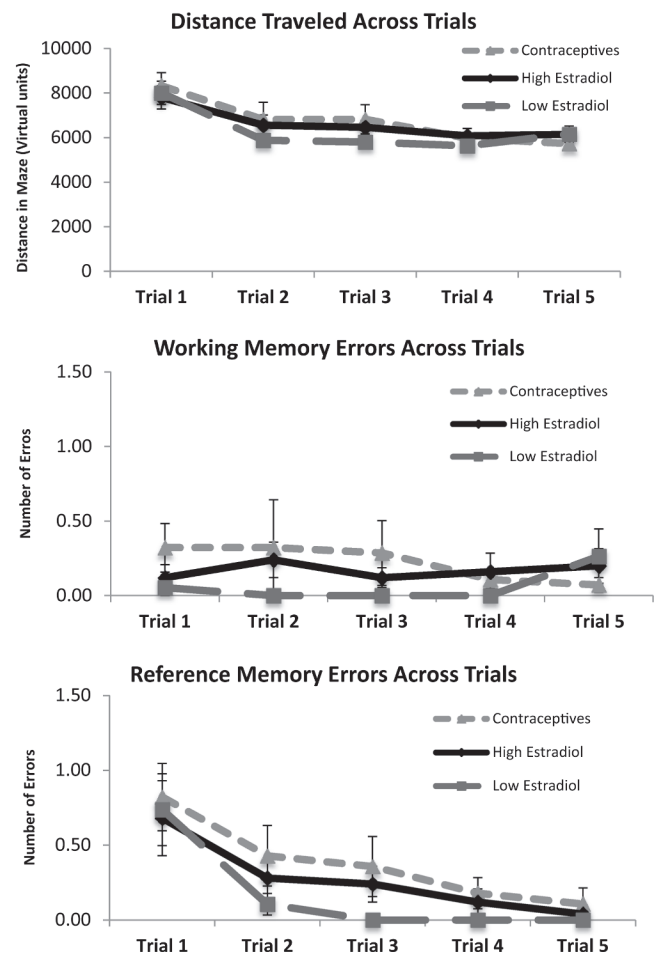 Distance Traveled Across Trials
Distance in Maze (Virtual units)
10000
8000
6000
4000
2000
0
Contraceptives
High Estradiol
Low Estradiol
Trial 1 Trial 2 Trial 3 Trial 4 Trial 5
Working Memory Errors Across Trials
Number of Erros
1.50
1.00
0.50
0.00
Contraceptives
High Estradiol
Low Estradiol
Trial 1 Trial 2 Trial 3 Trial 4 Trial 5
Reference Memory Errors Across Trials
Number of Errors
1.50
1.00
0.50
0.00
Contraceptives
High Estradiol
Low Estradiol
Trial 1 Trial 2 Trial 3 Trial 4 Trial 5